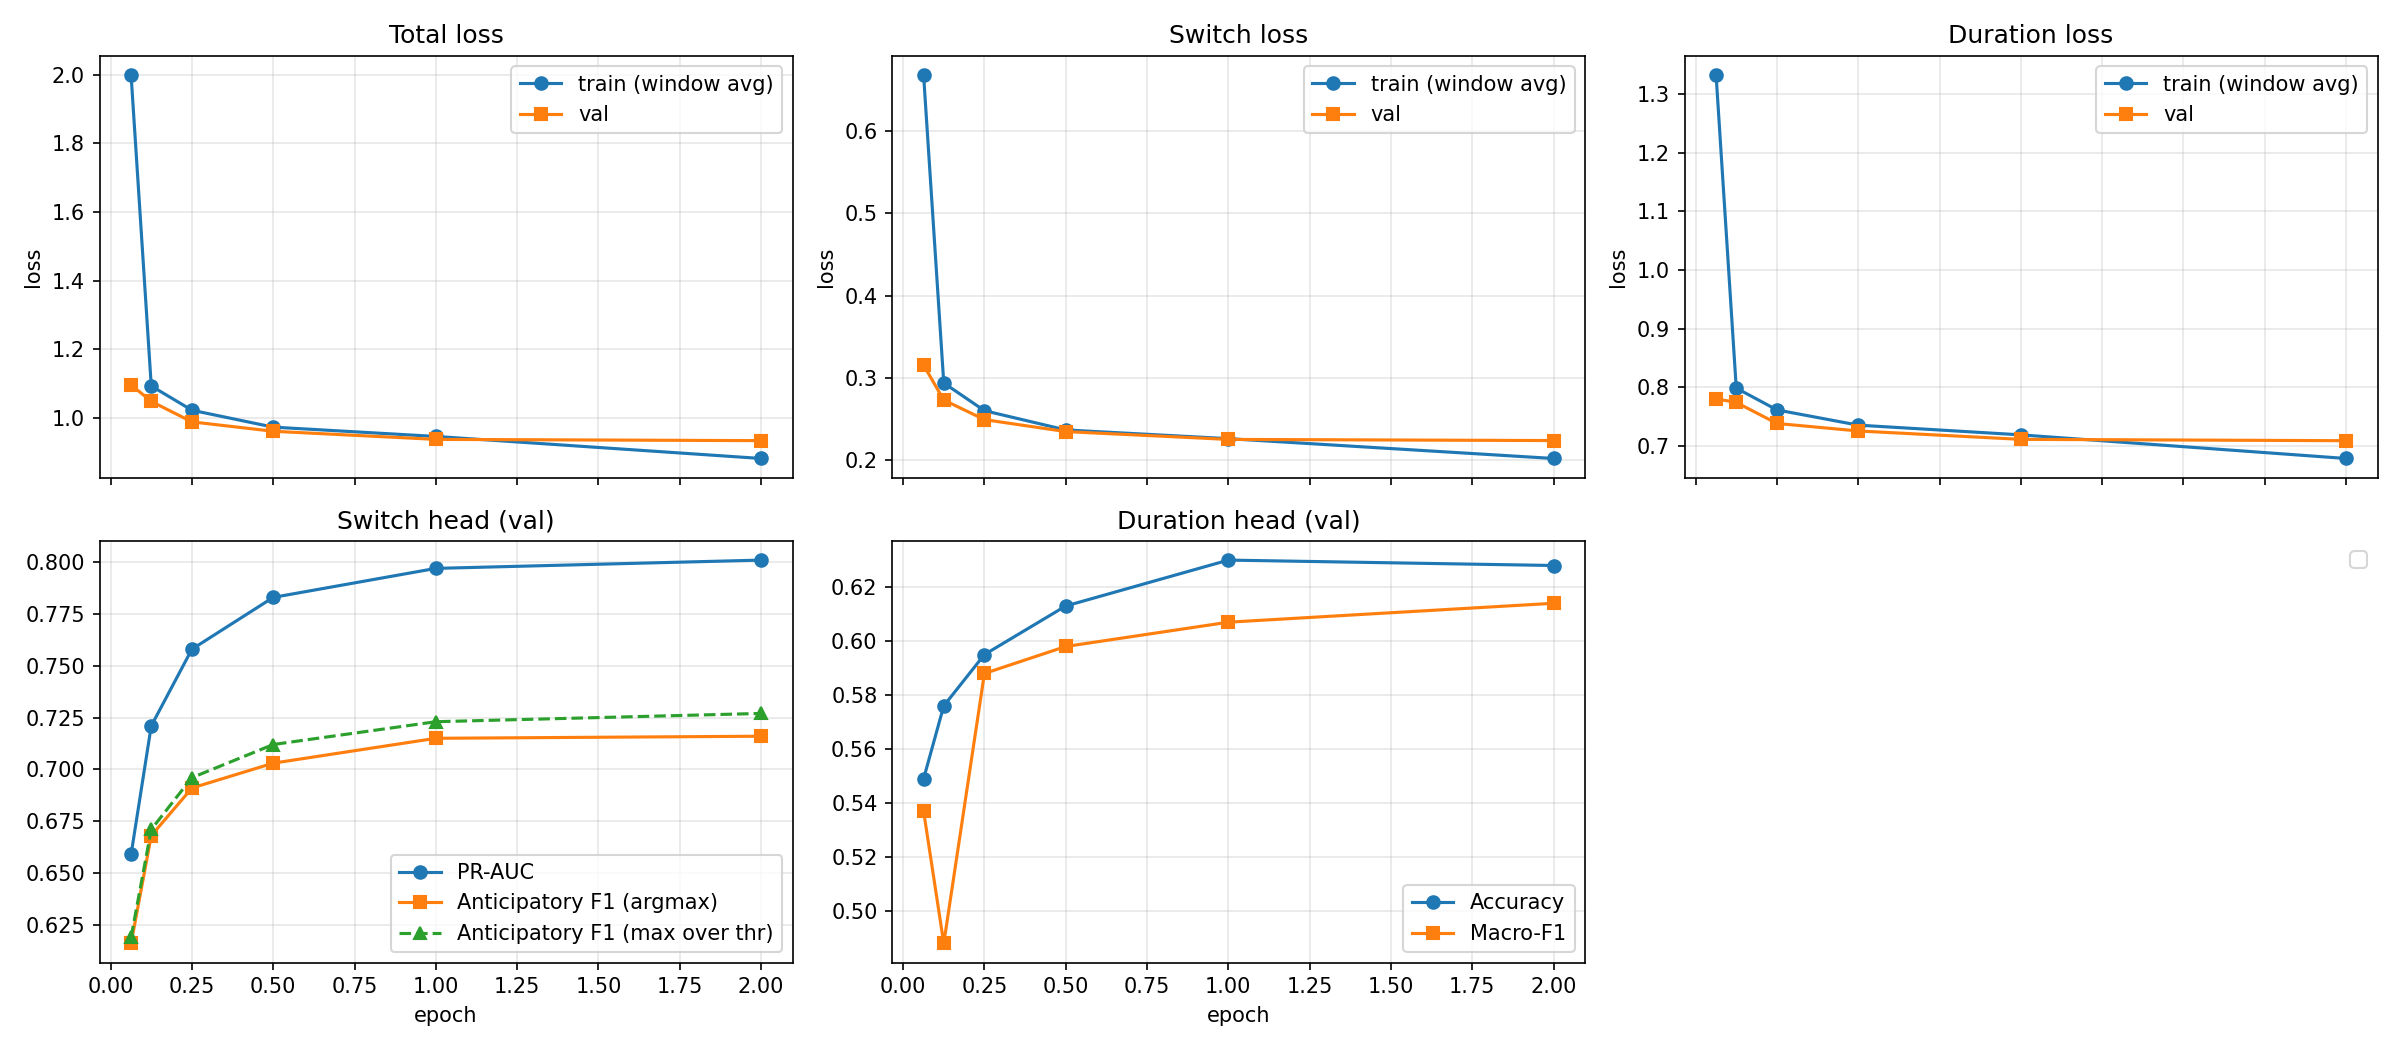 Total loss
loss
2.0
1.8
1.6
1.4
1.2
1.0
train (window avg)
val
Switch loss
loss
0.6
0.5
0.4
0.3
0.2
train (window avg)
val
Duration loss
loss
1.3
1.2
1.1
1.0
0.9
0.8
0.7
train (window avg)
val
Switch head (val)
0.800
0.775
0.750
0.725
0.700
0.675
0.650
0.625
PR-AUC
Anticipatory F1 (argmax)
Anticipatory F1 (max over thr)
0.00 0.25 0.50 0.75 1.00 1.25 1.50 1.75 2.00
epoch
Duration head (val)
0.62
0.60
0.58
0.56
0.54
0.52
0.50
Accuracy
Macro-F1
0.00 0.25 0.50 0.75 1.00 1.25 1.50 1.75 2.00
epoch